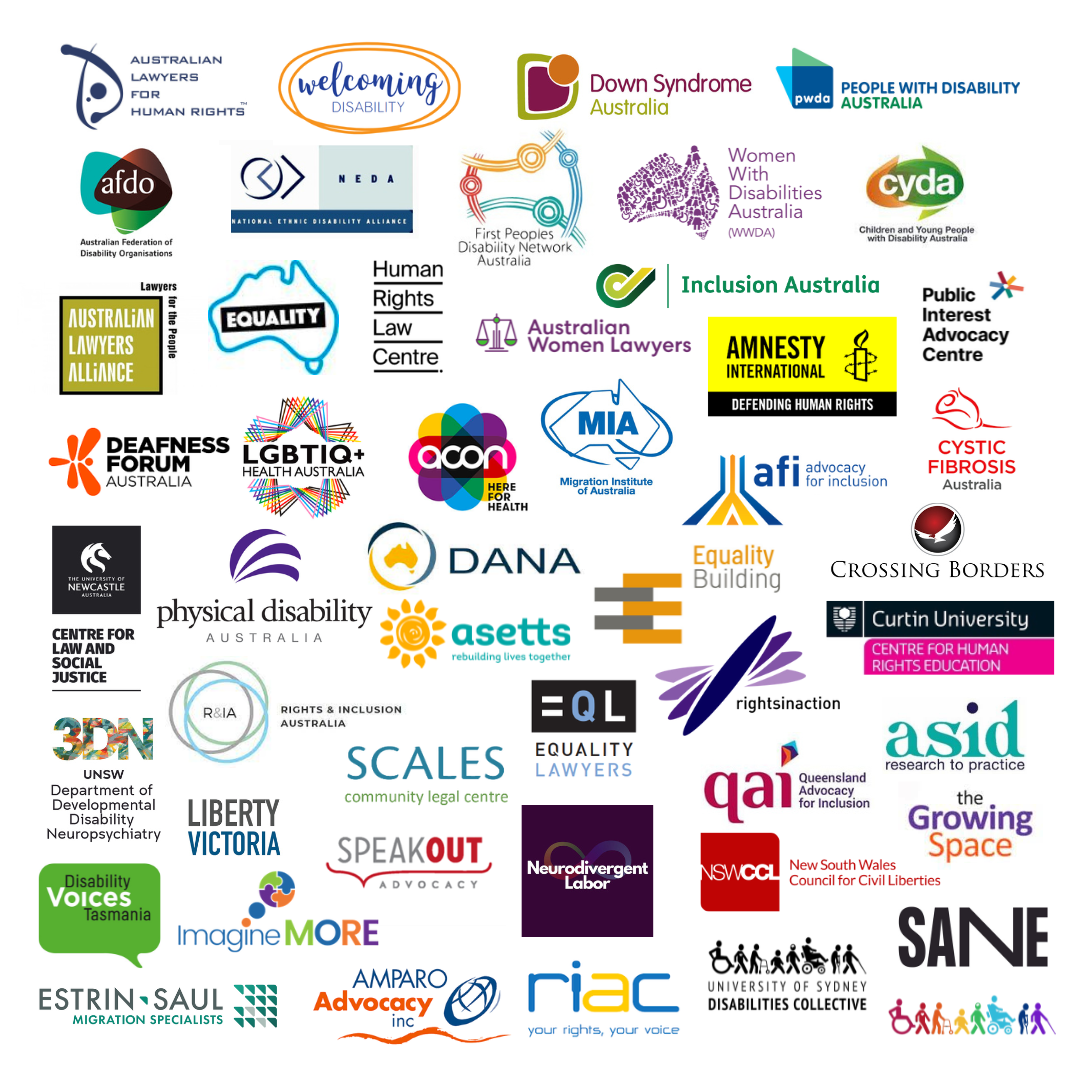 AUSTRALIAN
LAWYERS
FOR
HUMAN RIGHTS™
welcoming
DISABILITY
Down Syndrome
Australia
pwda
PEOPLE WITH DISABILITY
AUSTRALIA
afdo
Australian Federation of
Disability Organisations
NEDA
NATIONAL ETHNIC DISABILITY ALLIANCE
First Peoples
Disability Network
Australia
Women
With
Disabilities
Australia
(WWDA)
cyda
Children and Young People
with Disability Australia
Lawyers
for the People
AUSTRALiAN
LAWYERS
ALLiANCE
EQUALITY
Human
Rights
Law
Centre.
Inclusion Australia
Australian
Women Lawyers
AMNESTY
INTERNATIONAL
DEFENDING HUMAN RIGHTS
Public
Interest
Advocacy
Centre
DEAFNESS
FORUM
AUSTRALIA
LGBTIQ+
HEALTH AUSTRALIA
acon
HERE
FOR
HEALTH
MIA
Migration Institute
of Australia
afi
advocacy
for inclusion
CYSTIC
FIBROSIS
Australia
THE UNIVERSITY OF
NEWCASTLE
AUSTRALIA
CENTRE FOR
LAW AND
SOCIAL
JUSTICE
physical disability
AUSTRALIA
DANA
asetts
rebuilding lives together
Equality
Building
CROSSING BORDERS
Curtin University
CENTRE FOR HUMAN
RIGHTS EDUCATION
3DN
UNSW
Department of
Developmental
Disability
Neuropsychiatry
R&IA
RIGHTS & INCLUSION
AUSTRALIA
EQL
EQUALITY
LAWYERS
rightsinaction
asid
research to practice
SCALES
community legal centre
qai
Queensland
Advocacy
for Inclusion
LIBERTY
VICTORIA
SPEAKOUT
ADVOCACY
Neurodivergent
Labor
the
Growing
Space
NSWCCL
New South Wales
Council for Civil Liberties
Disability
Voices
Tasmania
Imagine MORE
SANE
ESTRIN SAUL
MIGRATION SPECIALISTS
AMPARO
Advocacy
inc
riac
your rights, your voice
UNIVERSITY OF SYDNEY
DISABILITIES COLLECTIVE